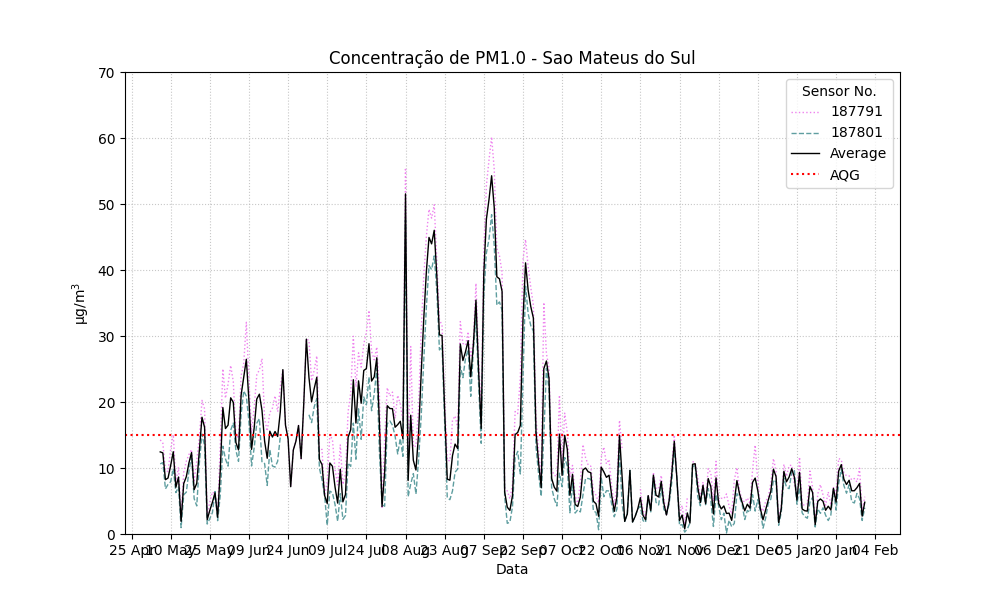 Concentração de PM1.0 - Sao Mateus do Sul
70
60
50
40
30
20
10
0
µg/m³
Sensor No.
187791
187801
Average
AQG
25 Apr 10 May 25 May 09 Jun 24 Jun 09 Jul 24 Jul 08 Aug 23 Aug 07 Sep 22 Sep 07 Oct 22 Oct 06 Nov 21 Nov 06 Dec 21 Dec 05 Jan 20 Jan 04 Feb
Data